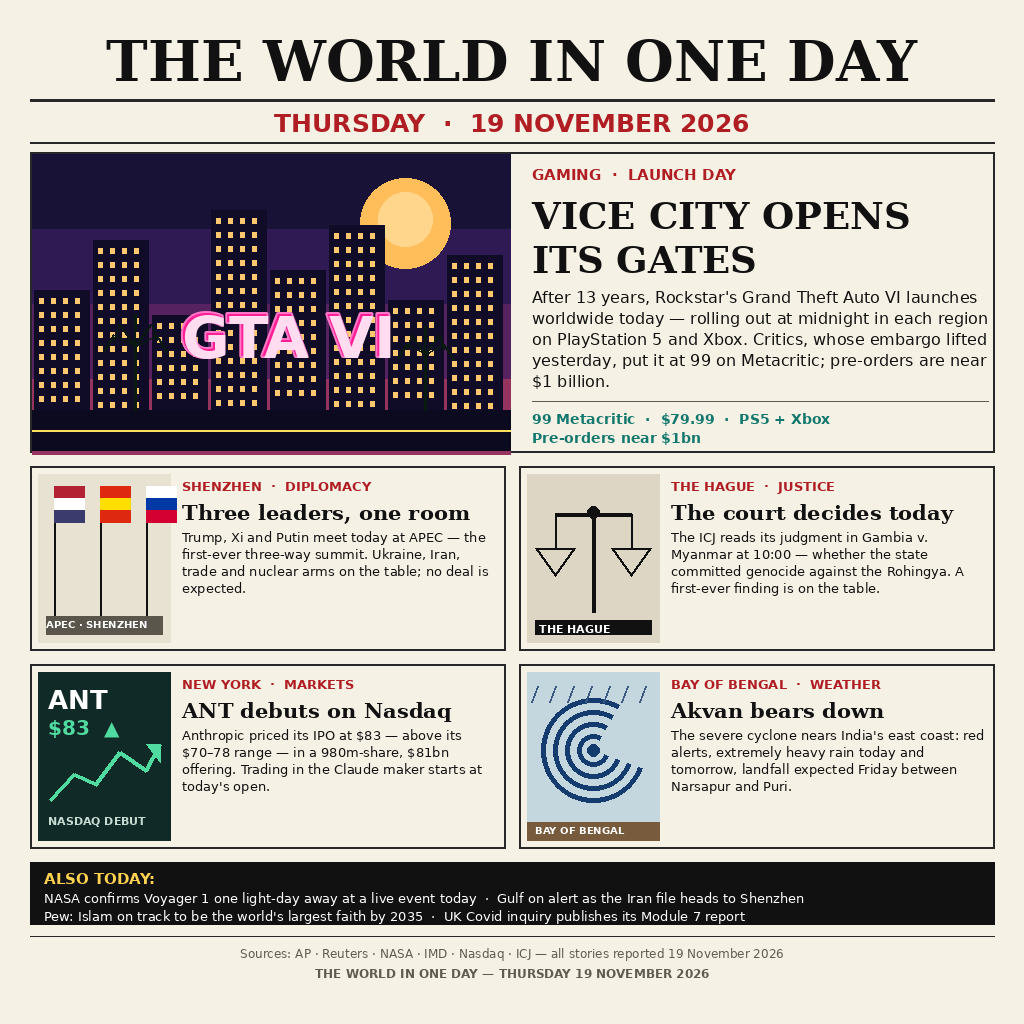 THE WORLD IN ONE DAY
THURSDAY · 19 NOVEMBER 2026
GTA VI
GAMING · LAUNCH DAY
VICE CITY OPENS
ITS GATES
After 13 years, Rockstar's Grand Theft Auto VI launches
worldwide today — rolling out at midnight in each region
on PlayStation 5 and Xbox. Critics, whose embargo lifted
yesterday, put it at 99 on Metacritic; pre-orders are near
$1 billion.
99 Metacritic · $79.99 · PS5 + Xbox
Pre-orders near $1bn
APEC · SHENZHEN
SHENZHEN · DIPLOMACY
Three leaders, one room
Trump, Xi and Putin meet today at APEC — the
first-ever three-way summit. Ukraine, Iran,
trade and nuclear arms on the table; no deal is
expected.
THE HAGUE
THE HAGUE · JUSTICE
The court decides today
The ICJ reads its judgment in Gambia v.
Myanmar at 10:00 — whether the state
committed genocide against the Rohingya. A
first-ever finding is on the table.
ANT
$83 ▲
NASDAQ DEBUT
NEW YORK · MARKETS
ANT debuts on Nasdaq
Anthropic priced its IPO at $83 — above its
$70–78 range — in a 980m-share, $81bn
offering. Trading in the Claude maker starts at
today's open.
BAY OF BENGAL
BAY OF BENGAL · WEATHER
Akvan bears down
The severe cyclone nears India's east coast: red
alerts, extremely heavy rain today and
tomorrow, landfall expected Friday between
Narsapur and Puri.
ALSO TODAY:
NASA confirms Voyager 1 one light-day away at a live event today · Gulf on alert as the Iran file heads to Shenzhen
Pew: Islam on track to be the world's largest faith by 2035 · UK Covid inquiry publishes its Module 7 report
Sources: AP · Reuters · NASA · IMD · Nasdaq · ICJ — all stories reported 19 November 2026
THE WORLD IN ONE DAY — THURSDAY 19 NOVEMBER 2026